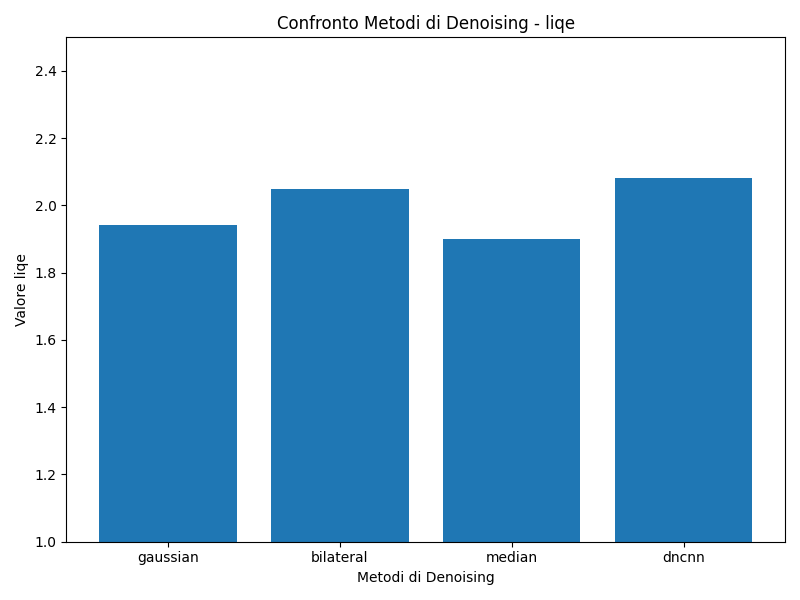 Confronto Metodi di Denoising - liqe
Valore liqe
2.4
2.2
2.0
1.8
1.6
1.4
1.2
1.0
gaussian bilateral median dncnn
Metodi di Denoising